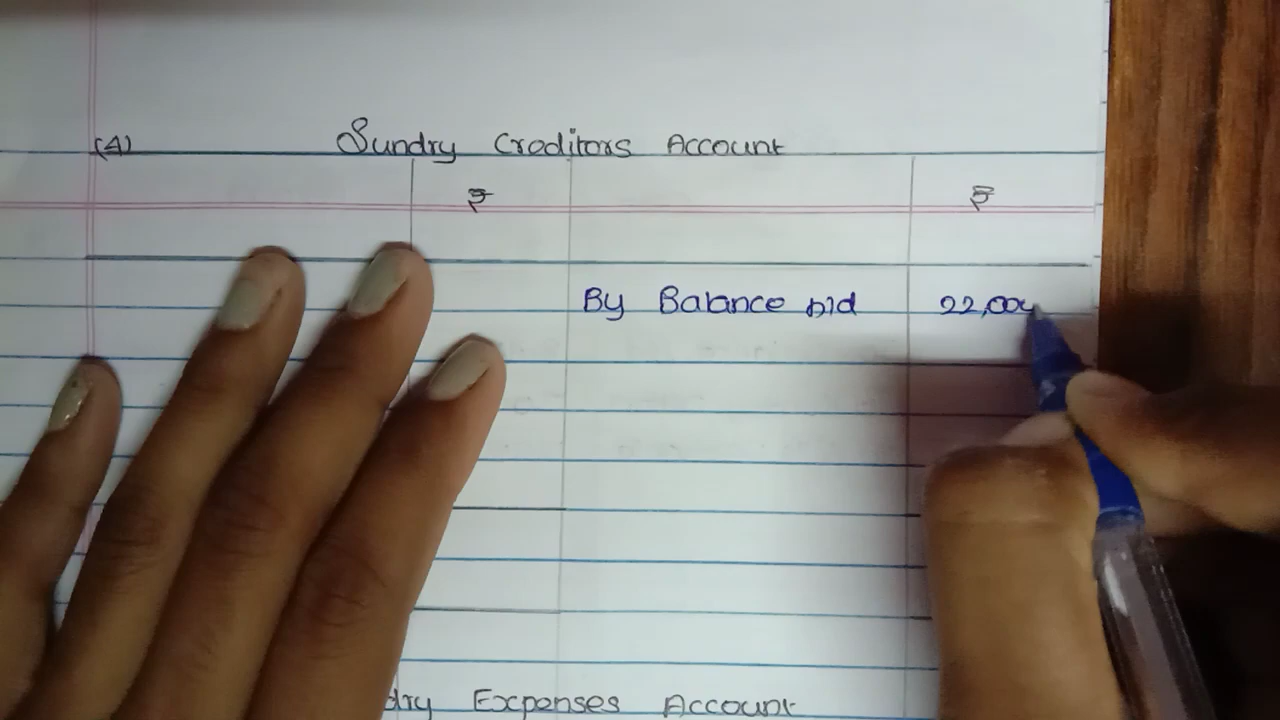 (4) Sundry Creditors Account
₹ ₹
By Balance b/d 22,000
Expenses Account